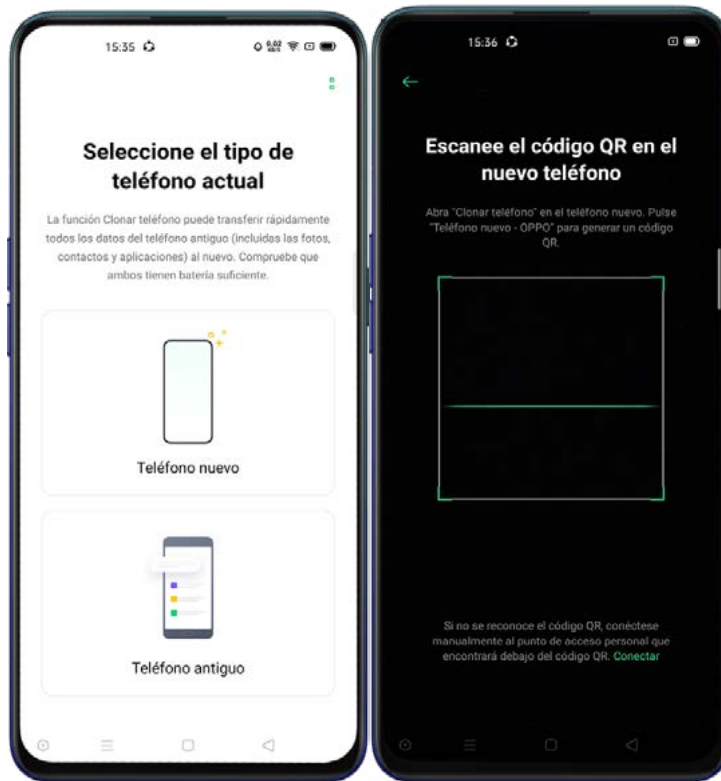 15:35
0,02
KB/S
Seleccione el tipo de
teléfono actual
La función Clonar teléfono puede transferir rápidamente
todos los datos del teléfono antiguo (incluidas las fotos,
contactos y aplicaciones) al nuevo. Compruebe que
ambos tienen batería suficiente.
Teléfono nuevo
Teléfono antiguo
15:36
Escanee el código QR en el
nuevo teléfono
Abra "Clonar teléfono" en el teléfono nuevo. Pulse
"Teléfono nuevo - OPPO" para generar un código
QR.
Si no se reconoce el código QR, conéctese
manualmente al punto de acceso personal que
encontrará debajo del código QR. Conectar